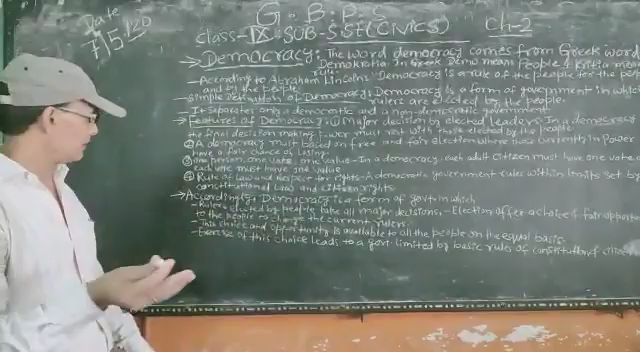 G.B.P.S
Date
7/5/20
Class-IX SUB-S.ST(CIVICS) Ch-2
→ Democracy: The word democracy comes from Greek word
Demokratia in Greek Demo means People & kratia means
rule.
- According to Abraham Lincoln: "Democracy is a rule of the people for the people
and by the people
- Simple Definition of Democracy: Democracy is a form of government in which
rulers are elected by the people.
It separates only a democratic and a non-democratic government
→ Features of Democracy: ① Major decision by elected leaders: In a democracy
the final decision making Power must rest with those elected by the people
② A democracy must based on free and fair election where those currently in Power
have a fair chance of losing.
③ one person, one vote, one value - In a democracy, each adult citizen must have one vote and
each vote must have one value
④ Rule of Law and Respect for rights: A democratic government rules within limits set by
constitutional Law and citizen rights
→ Accordingly Democracy is a form of govt. in which
- Rulers elected by people take all major decisions, - Election offer a choice & fair opportunity
to the people to change the current rulers.
- This choice and opportunity is available to all the people on the equal basis.
- Exercise of this choice leads to a govt limited by basic rule of constitution &